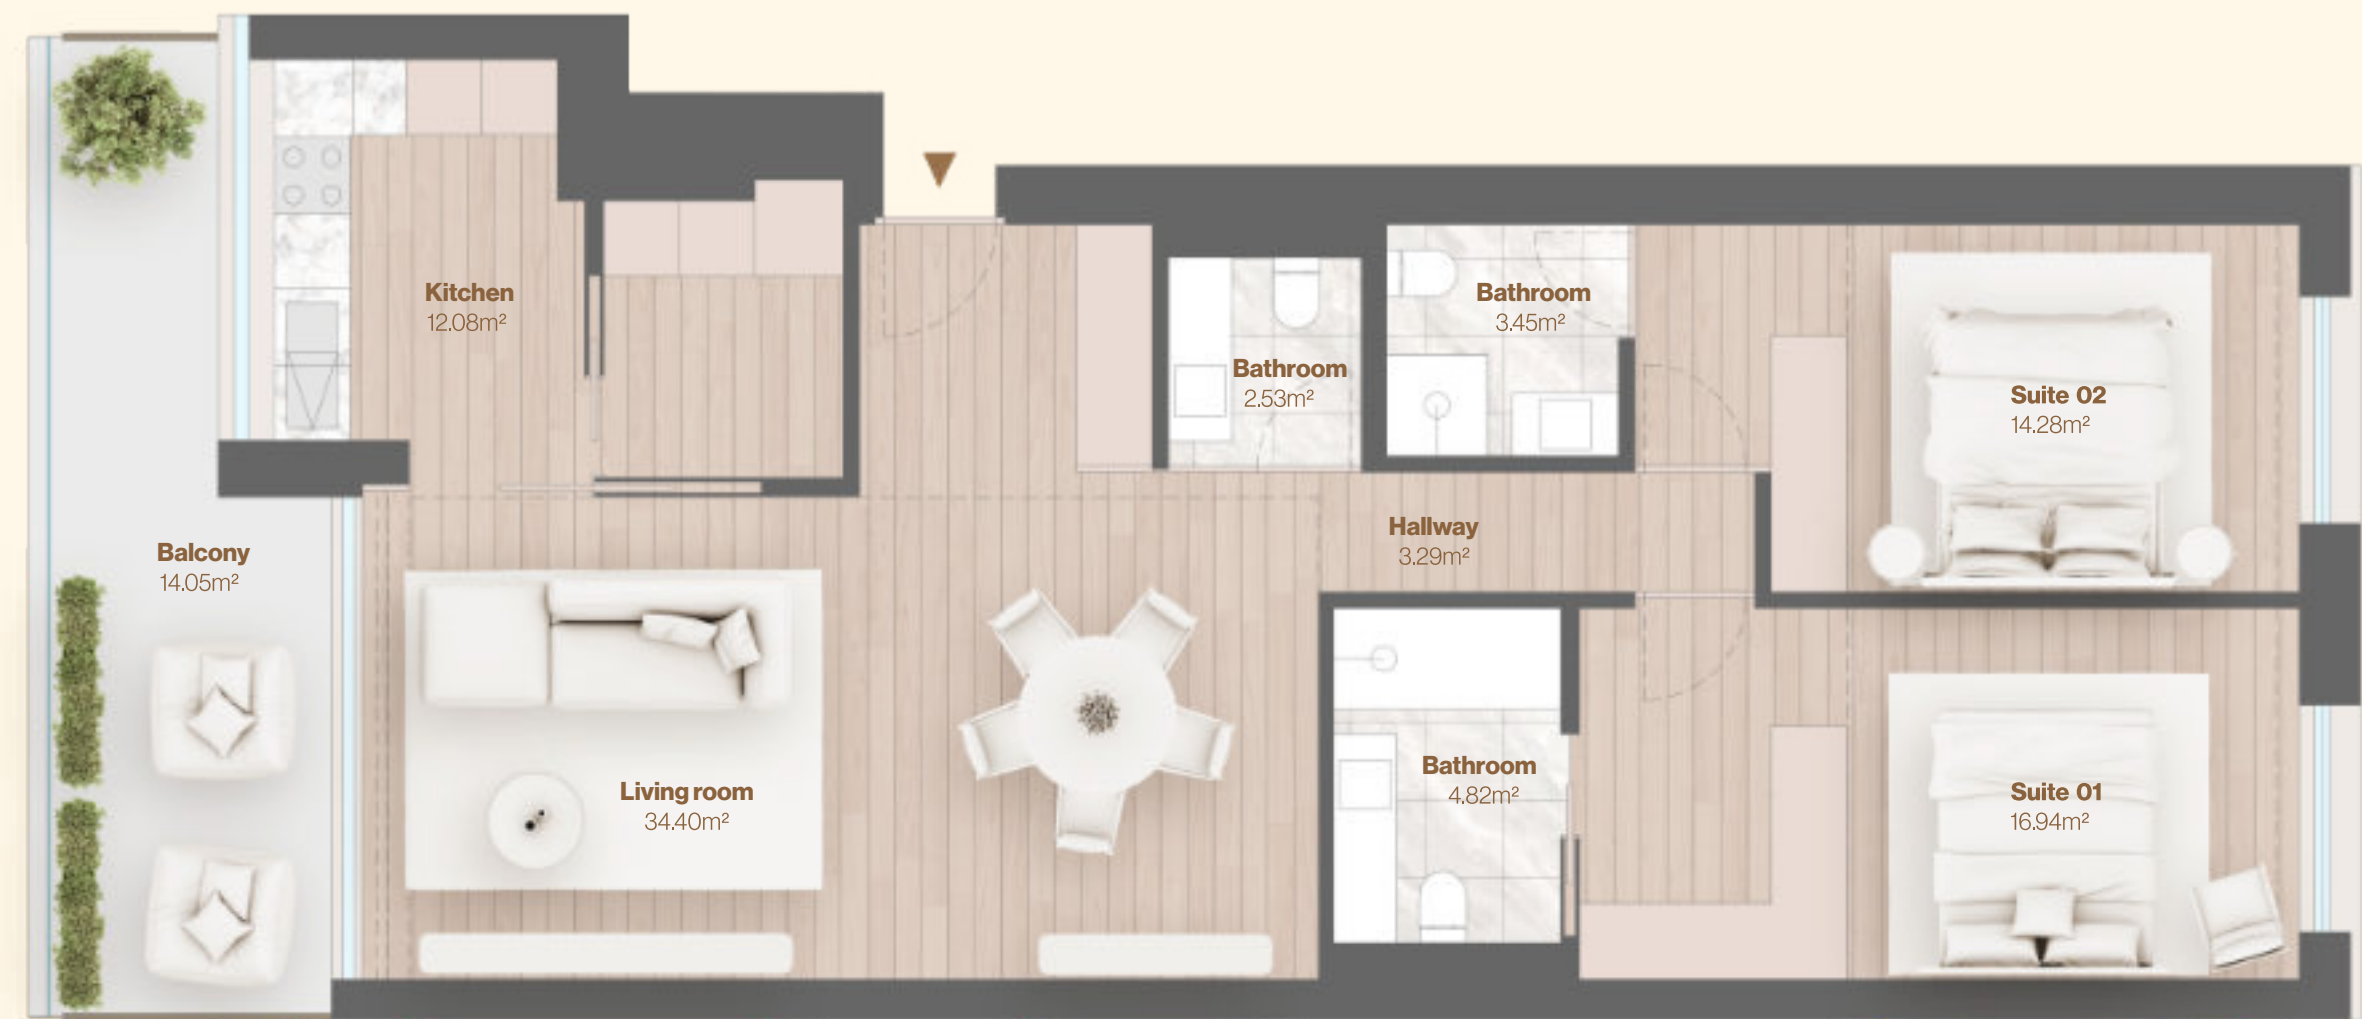 Kitchen
12.08m²
Bathroom
3.45m²
Bathroom
2.53m²
Suite 02
14.28m²
Hallway
3.29m²
Balcony
14.05m²
Living room
34.40m²
Bathroom
4.82m²
Suite 01
16.94m²